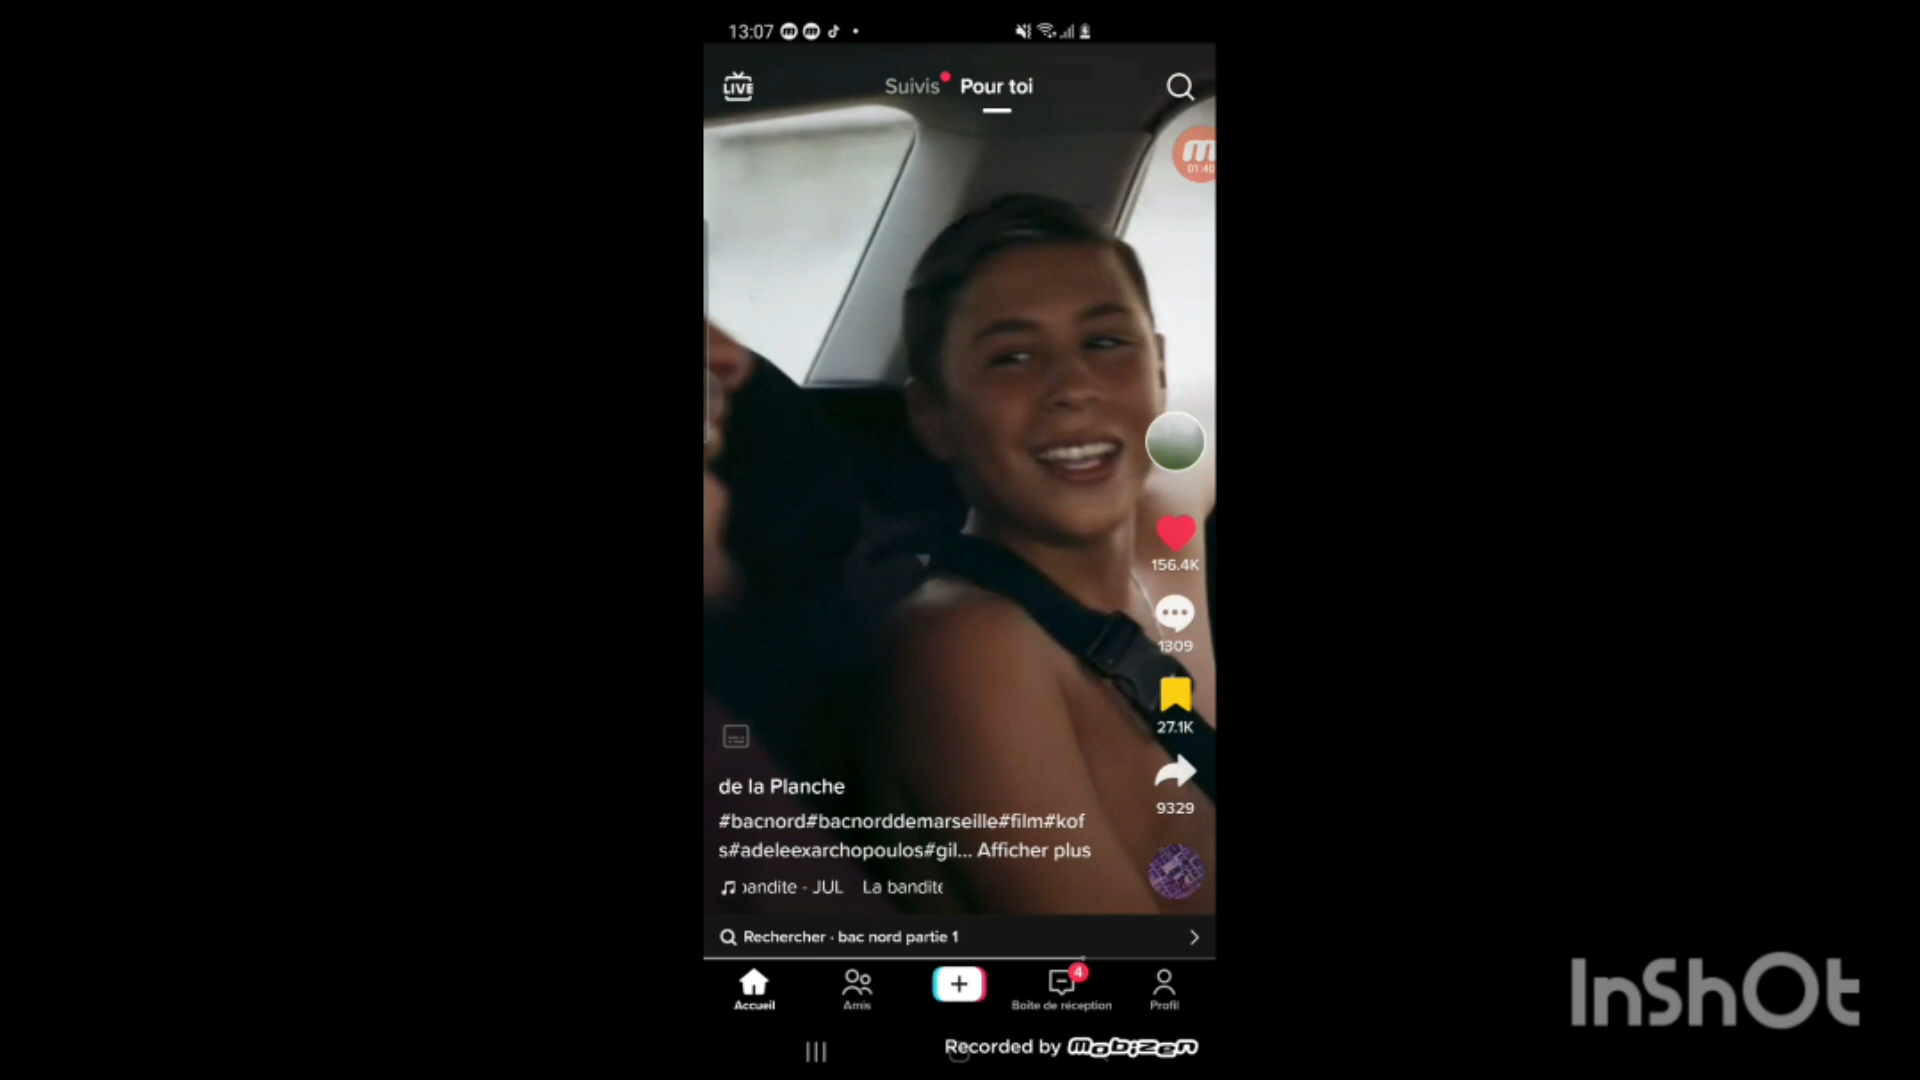 13:07
LIVE
Suivis Pour toi
m
01:40
156.4K
1309
27.1K
9329
de la Planche
#bacnord#bacnorddemarseille#film#kof
s#adeleexarchopoulos#gil... Afficher plus
andite - JUL La bandite
Rechercher · bac nord partie 1
4
Accueil Amis Boîte de réception Profil
Recorded by Mobizen
InShOt